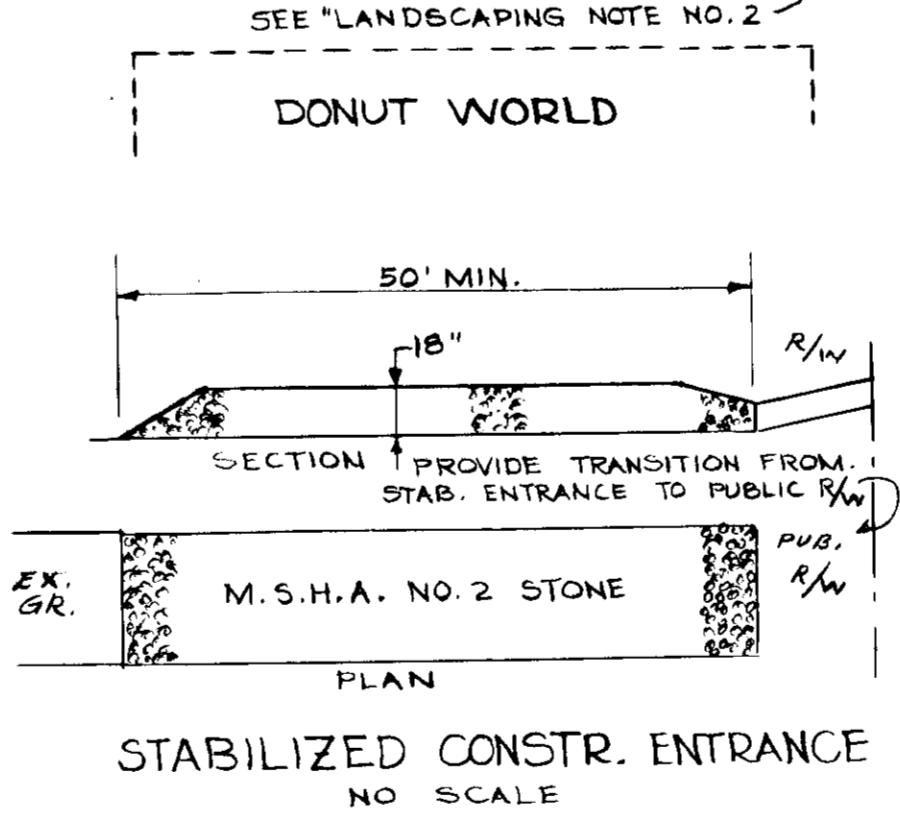 SEE "LANDSCAPING NOTE NO. 2
DONUT WORLD
50' MIN.
18"
R/W
SECTION
PROVIDE TRANSITION FROM.
STAB. ENTRANCE TO PUBLIC R/W
EX.
GR.
M.S.H.A. NO. 2 STONE
PUB.
R/W
PLAN
STABILIZED CONSTR. ENTRANCE
NO SCALE